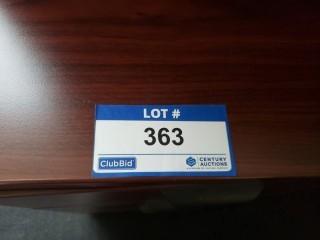 LOT #
363
ClubBid
CENTURY
AUCTIONS